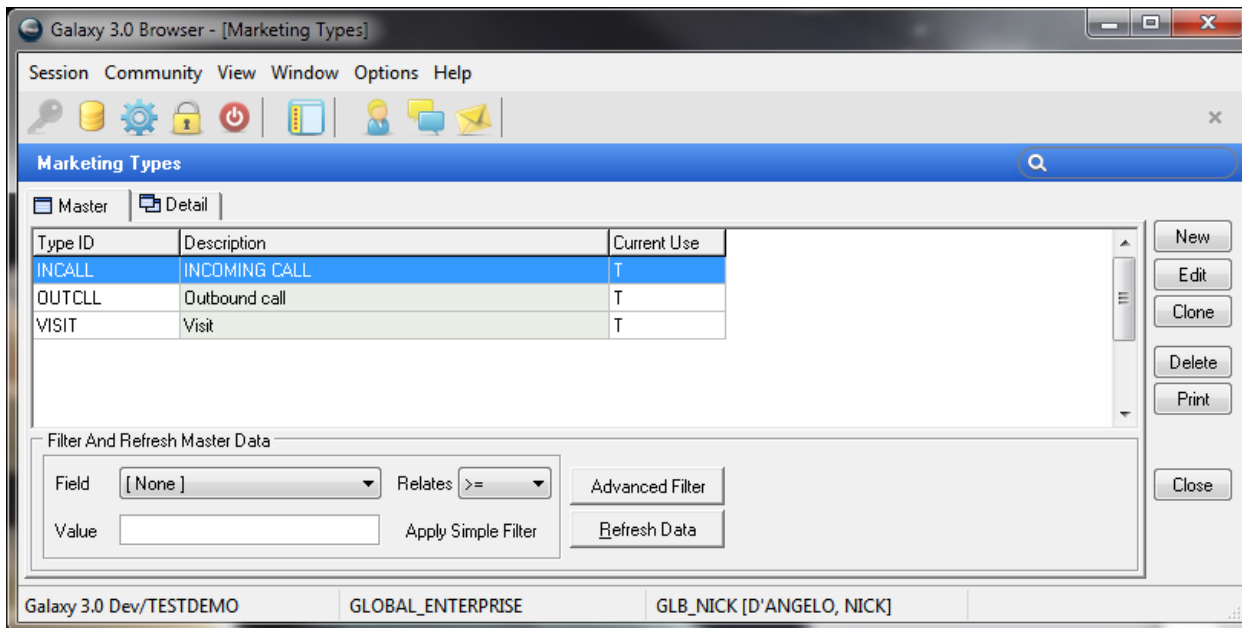 Galaxy 3.0 Browser - [Marketing Types]
Session Community View Window Options Help
Marketing Types
Master Detail
Type ID Description Current Use
INCALL INCOMING CALL T
OUTCLL Outbound call T
VISIT Visit T
New
Edit
Clone
Delete
Print
Close
Filter And Refresh Master Data
Field [ None ] Relates >= Advanced Filter
Value Apply Simple Filter Refresh Data
Galaxy 3.0 Dev/TESTDEMO GLOBAL_ENTERPRISE GLB_NICK [D'ANGELO, NICK]